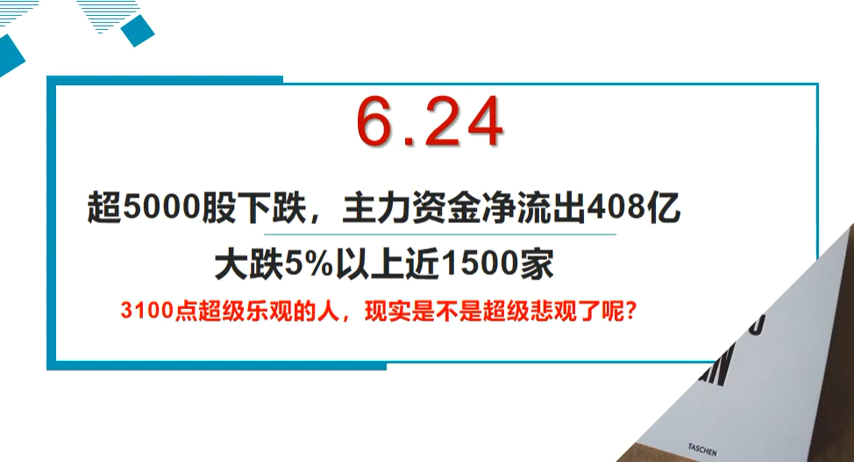 6.24
超5000股下跌，主力资金净流出408亿
大跌5%以上近1500家
3100点超级乐观的人，现实是不是超级悲观了呢？
TASCHEN